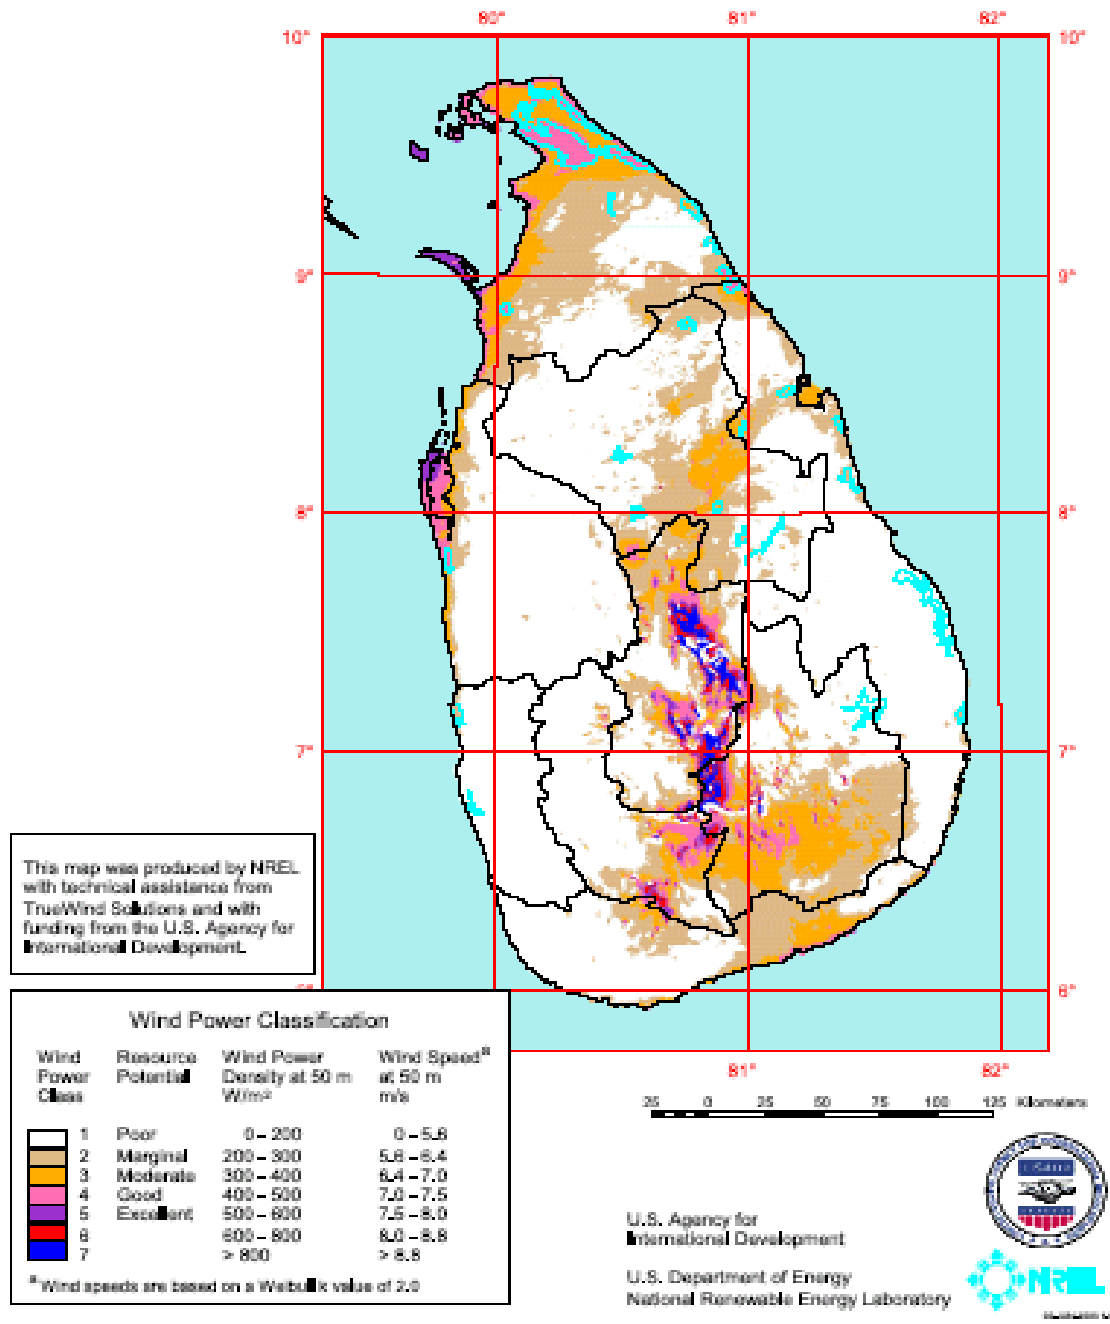 80° 81° 82°
10° 10°
9° 9°
8° 8°
7° 7°
6° 6°
81° 82°
This map was produced by NREL
with technical assistance from
TrueWind Solutions and with
funding from the U.S. Agency for
International Development.
Wind Power Classification
Wind Resource Wind Power Wind Speedᵃ
Power Potential Density at 50 m at 50 m
Class W/m² m/s
1 Poor 0 – 200 0 – 5.6
2 Marginal 200 – 300 5.6 – 6.4
3 Moderate 300 – 400 6.4 – 7.0
4 Good 400 – 500 7.0 – 7.5
5 Excellent 500 – 600 7.5 – 8.0
6 600 – 800 8.0 – 8.8
7 > 800 > 8.8
ᵃ Wind speeds are based on a Weibull k value of 2.0
25 0 25 50 75 100 125 Kilometers
U.S. Agency for
International Development
U.S. Department of Energy
National Renewable Energy Laboratory
USAID
NREL